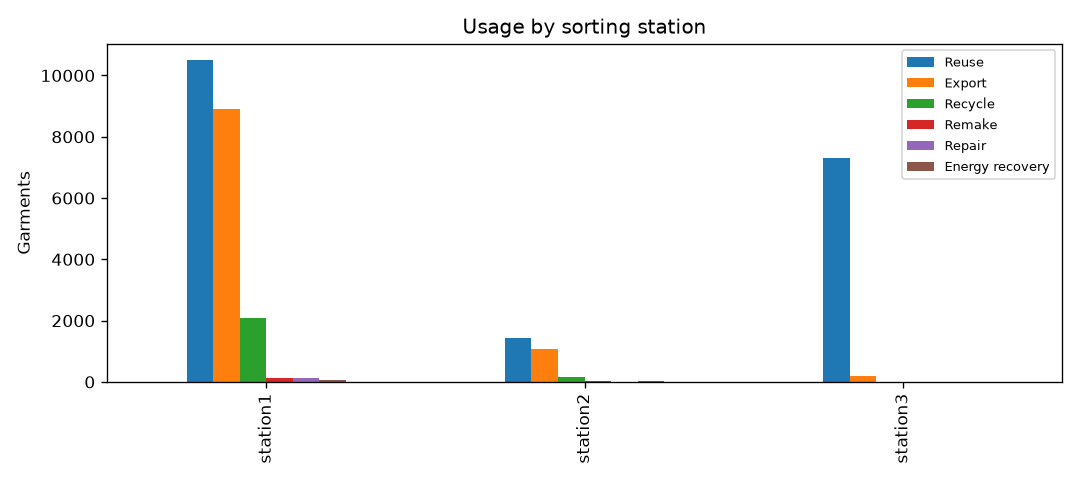 Usage by sorting station
Garments
10000
8000
6000
4000
2000
0
station1
station2
station3
Reuse
Export
Recycle
Remake
Repair
Energy recovery